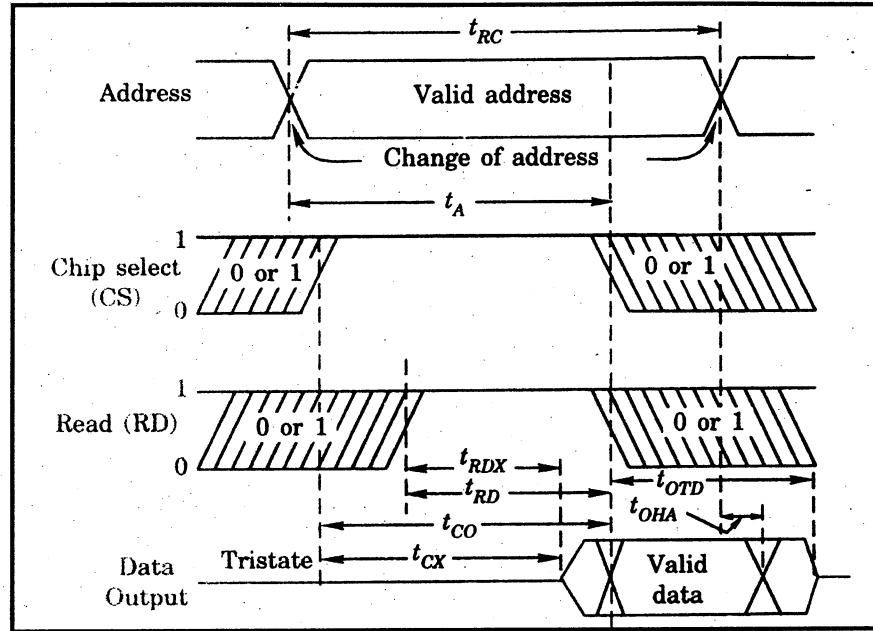 t_RC
Address
Valid address
Change of address
t_A
1
Chip select
(CS)
0 or 1
0 or 1
0
1
Read (RD)
0 or 1
0 or 1
0
t_RDX
t_RD
t_OTD
t_CO
t_OHA
Tristate
t_CX
Data
Output
Valid
data